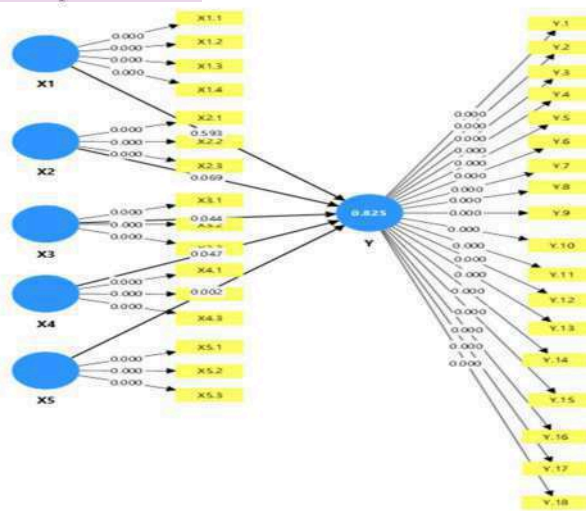 X1.1
0.000
X1.2
0.000
X1.3
0.000
X1.4
0.000
X1
X2.1
0.593
0.000
X2.2
0.000
X2.3
0.000
0.069
X2
X3.1
0.000
0.044
0.000
X3.2
0.000
X3
0.047
X4.1
0.000
0.002
0.000
X4.3
0.000
X4
X5.1
0.000
X5.2
0.000
X5.3
0.000
X5
0.825
Y
Y.1
0.000
Y.2
0.000
Y.3
0.000
Y.4
0.000
Y.5
0.000
Y.6
0.000
Y.7
0.000
Y.8
0.000
Y.9
0.000
Y.10
0.000
Y.11
0.000
Y.12
0.000
Y.13
0.000
Y.14
0.000
Y.15
0.000
Y.16
0.000
Y.17
0.000
Y.18
0.000